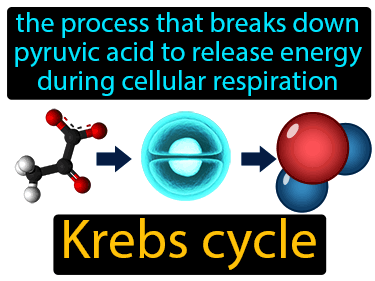 the process that breaks down
pyruvic acid to release energy
during cellular respiration
Krebs cycle